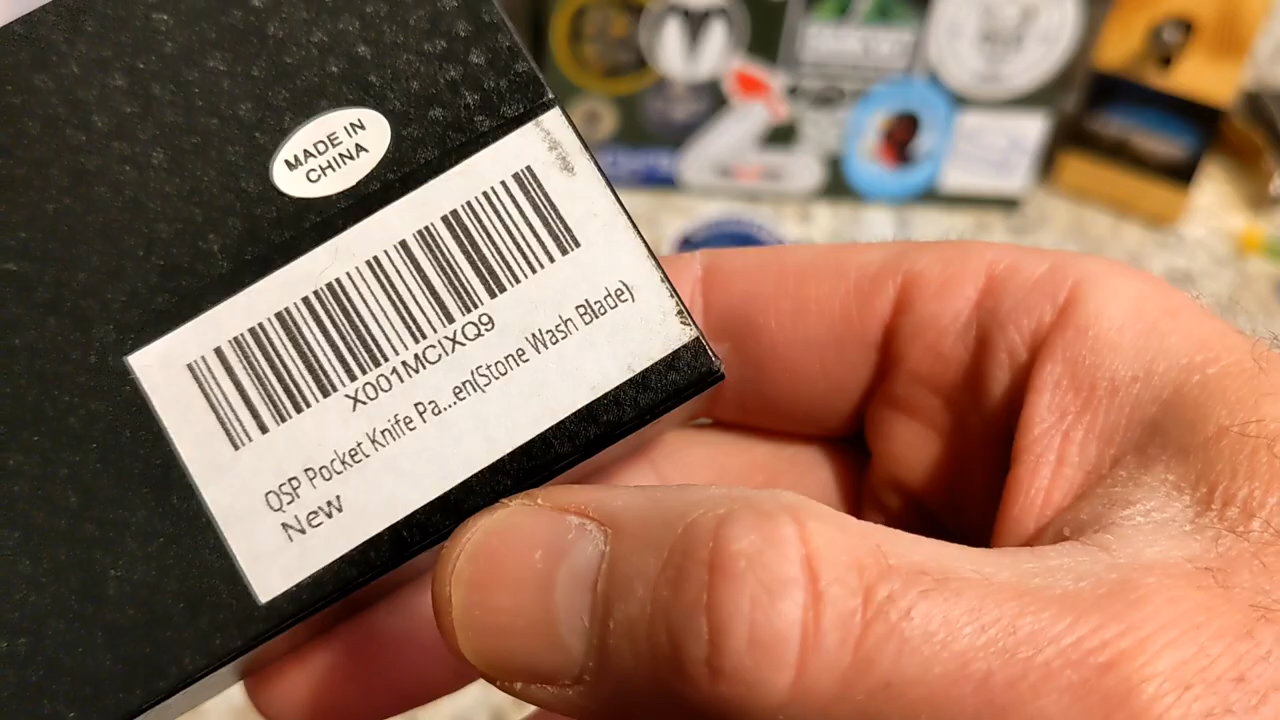 MADE IN
CHINA
X001MCIXQ9
QSP Pocket Knife Pa...en(Stone Wash Blade)
New